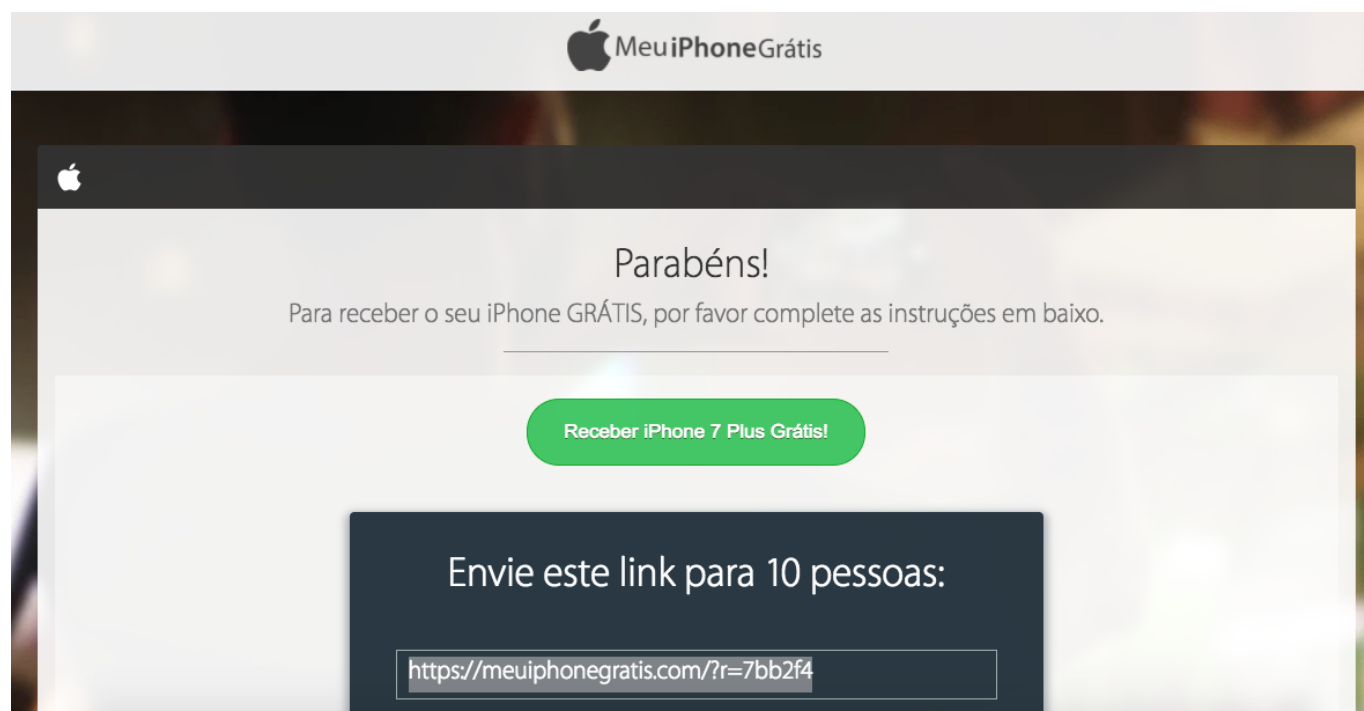 MeuiPhoneGrátis
Parabéns!
Para receber o seu iPhone GRÁTIS, por favor complete as instruções em baixo.
Receber iPhone 7 Plus Grátis!
Envie este link para 10 pessoas:
https://meuiphonegratis.com/?r=7bb2f4